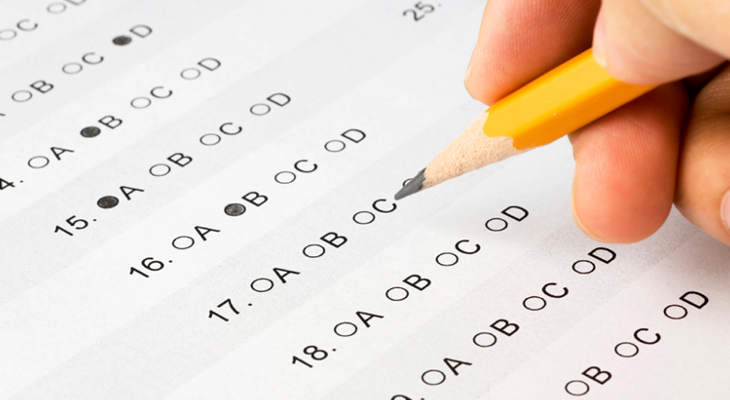 C D
B C D
4. A B C D
15. A B C D
16. A B C D
17. A B C
18. A B C D
A B C D
B C D
25.